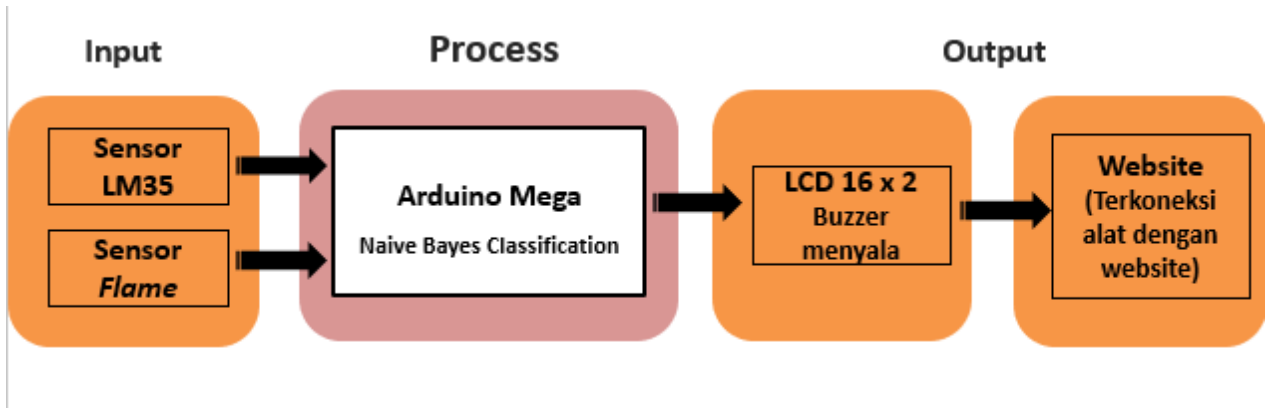 Input
Process
Output
Sensor
LM35
Sensor
Flame
Arduino Mega
Naive Bayes Classification
LCD 16 x 2
Buzzer
menyala
Website
(Terkoneksi
alat dengan
website)